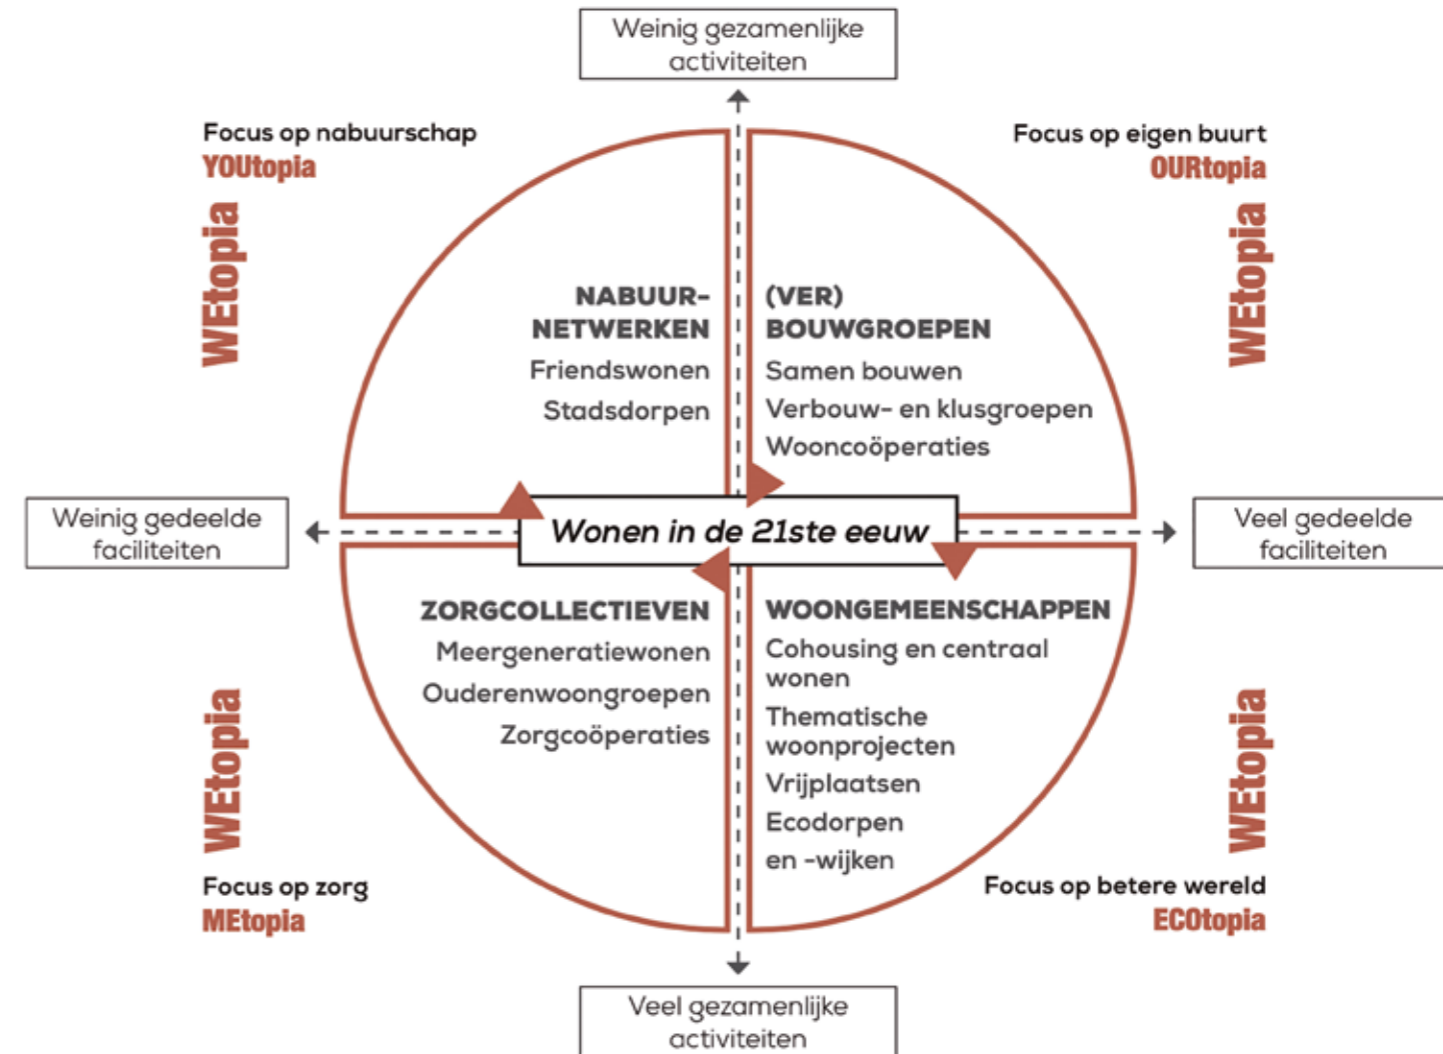 Weinig gezamenlijke
activiteiten
Focus op nabuurschap
YOUtopia
WEtopia
Focus op eigen buurt
OURtopia
WEtopia
NABUUR-
NETWERKEN
Friendswonen
Stadsdorpen
(VER)
BOUWGROEPEN
Samen bouwen
Verbouw- en klusgroepen
Wooncoöperaties
Weinig gedeelde
faciliteiten
Wonen in de 21ste eeuw
Veel gedeelde
faciliteiten
ZORGCOLLECTIEVEN
Meergeneratiewonen
Ouderenwoongroepen
Zorgcoöperaties
WOONGEMEENSCHAPPEN
Cohousing en centraal
wonen
Thematische
woonprojecten
Vrijplaatsen
Ecodorpen
en -wijken
WEtopia
Focus op zorg
MEtopia
WEtopia
Focus op betere wereld
ECOtopia
Veel gezamenlijke
activiteiten